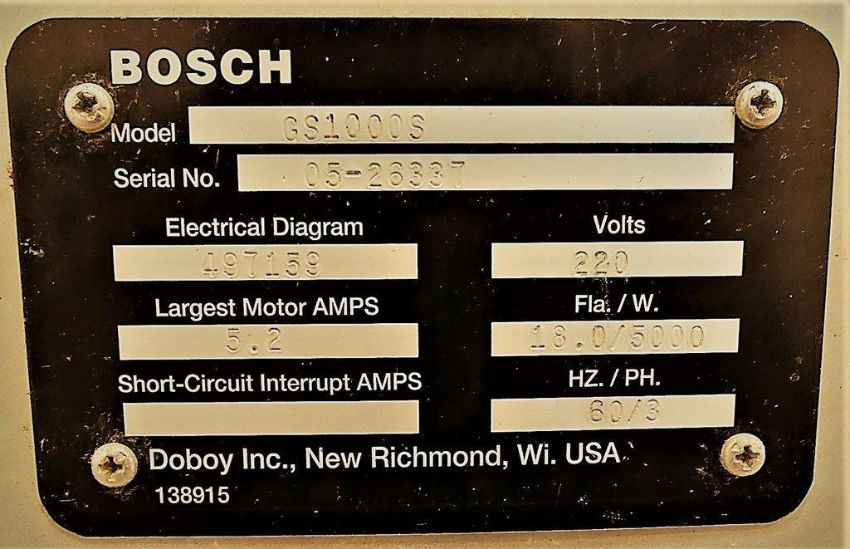 BOSCH
Model GS1000S
Serial No. 05-26337
Electrical Diagram Volts
497159 220
Largest Motor AMPS Fla. / W.
5.2 18.0/5000
Short-Circuit Interrupt AMPS HZ. / PH.
60/3
Doboy Inc., New Richmond, Wi. USA
138915